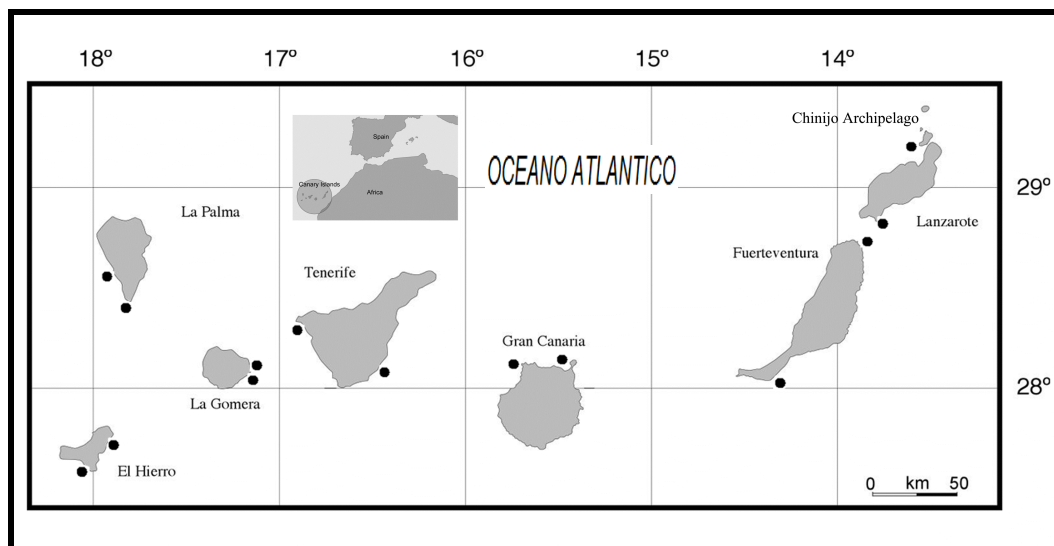 18º 17º 16º 15º 14º
Chinijo Archipelago
Spain
OCEANO ATLANTICO
Canary Islands
Africa
29º
La Palma
Lanzarote
Fuerteventura
Tenerife
Gran Canaria
28º
La Gomera
El Hierro
0 km 50